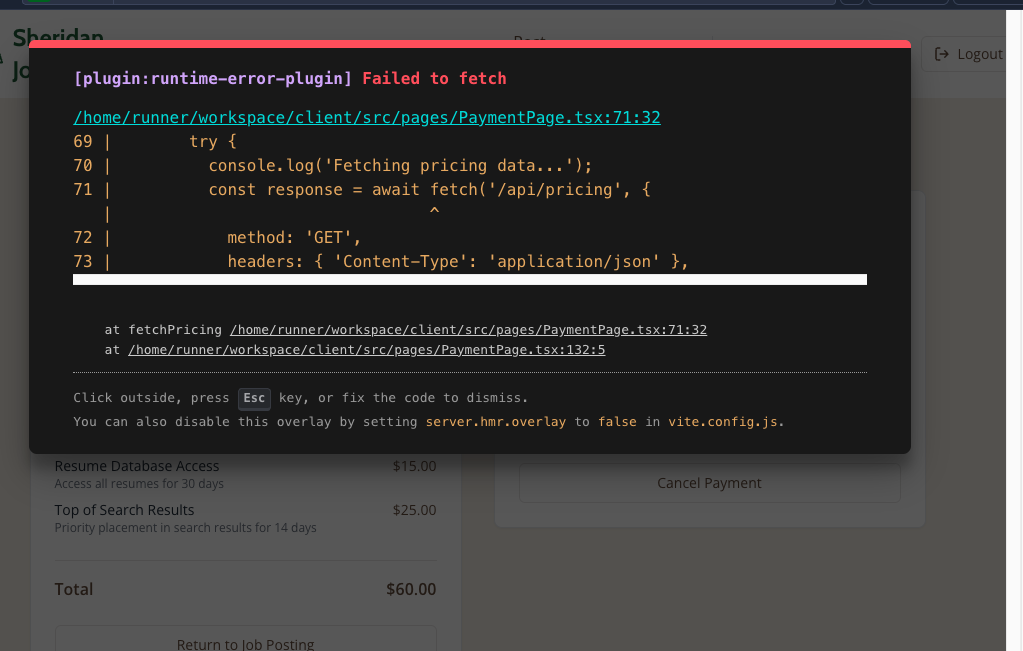 Sheridan
Jo
Logout
[plugin:runtime-error-plugin] Failed to fetch
/home/runner/workspace/client/src/pages/PaymentPage.tsx:71:32
69 |        try {
70 |          console.log('Fetching pricing data...');
71 |          const response = await fetch('/api/pricing', {
   |                                 ^
72 |            method: 'GET',
73 |            headers: { 'Content-Type': 'application/json' },
at fetchPricing /home/runner/workspace/client/src/pages/PaymentPage.tsx:71:32
at /home/runner/workspace/client/src/pages/PaymentPage.tsx:132:5
Click outside, press Esc key, or fix the code to dismiss.
You can also disable this overlay by setting server.hmr.overlay to false in vite.config.js.
Resume Database Access $15.00
Access all resumes for 30 days
Cancel Payment
Top of Search Results $25.00
Priority placement in search results for 14 days
Total $60.00
Return to Job Posting